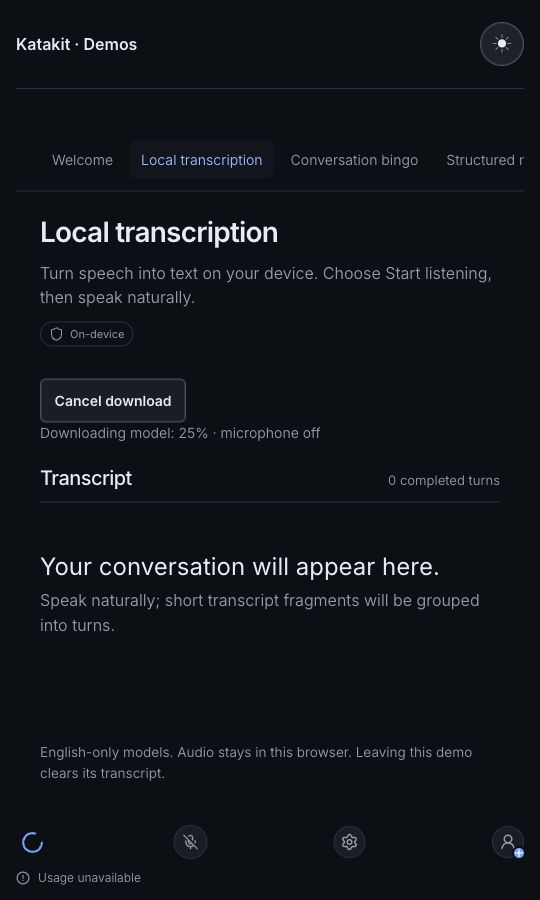 Katakit · Demos
Welcome Local transcription Conversation bingo Structured r
Local transcription
Turn speech into text on your device. Choose Start listening,
then speak naturally.
On-device
Cancel download
Downloading model: 25% · microphone off
Transcript 0 completed turns
Your conversation will appear here.
Speak naturally; short transcript fragments will be grouped
into turns.
English-only models. Audio stays in this browser. Leaving this demo
clears its transcript.
Usage unavailable